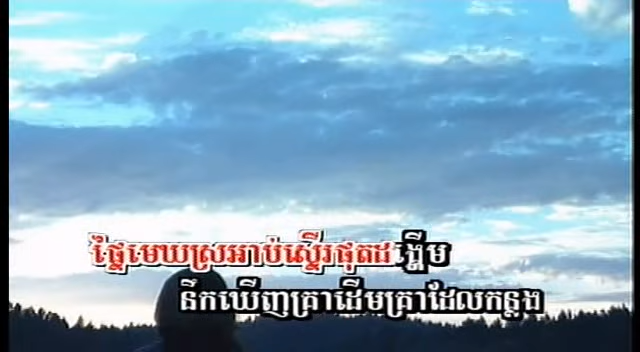 ផ្ទៃមេឃស្រអាប់ស្ទើរផុតដង្ហើម
នឹកឃើញគ្រាដើមគ្រាដែលកន្លង